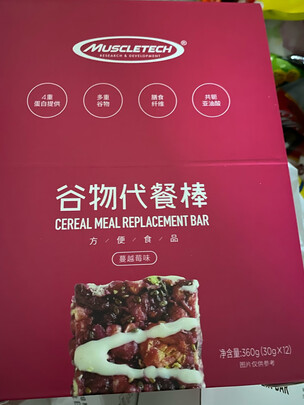 MUSCLETECH
RESEARCH & DEVELOPMENT
4重 多重 膳食 共轭
蛋白提供 谷物 纤维 亚油酸
谷物代餐棒
CEREAL MEAL REPLACEMENT BAR
方/便/食/品
蔓越莓味
净含量:360g(30g×12)
图片仅供参考